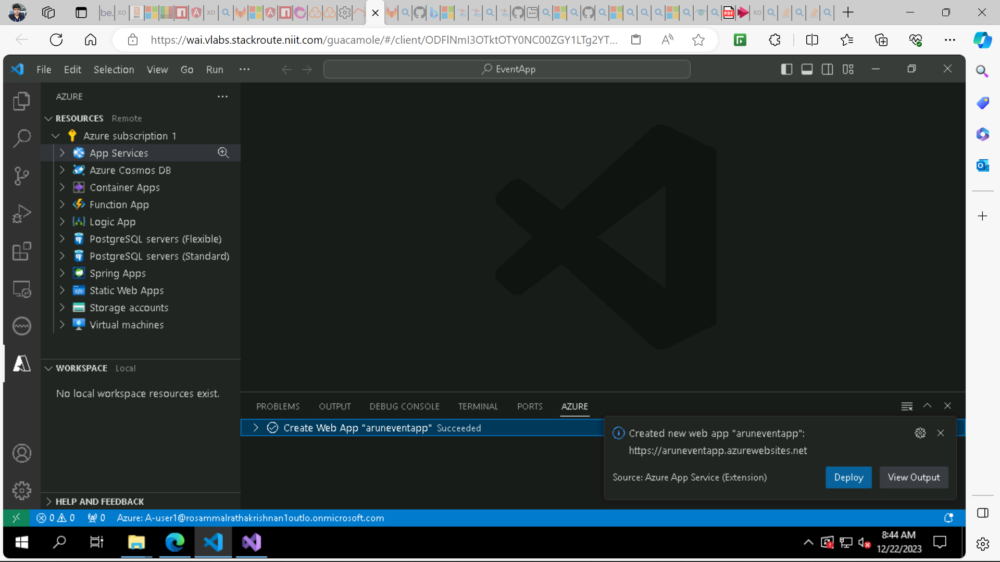 be.
XO
XO
PDF
XO
https://wai.vlabs.stackroute.niit.com/guacamole/#/client/ODFlNmI3OTktOTY0NC00ZGY1LTg2YT...
File Edit Selection View Go Run ...
EventApp
AZURE
RESOURCES Remote
Azure subscription 1
App Services
Azure Cosmos DB
Container Apps
Function App
Logic App
PostgreSQL servers (Flexible)
PostgreSQL servers (Standard)
Spring Apps
Static Web Apps
Storage accounts
Virtual machines
WORKSPACE Local
No local workspace resources exist.
HELP AND FEEDBACK
PROBLEMS OUTPUT DEBUG CONSOLE TERMINAL PORTS AZURE
Create Web App "aruneventapp" Succeeded
Created new web app "aruneventapp":
https://aruneventapp.azurewebsites.net
Source: Azure App Service (Extension)
Deploy
View Output
0 0 0 Azure: A-user1@rosammalrathakrishnan1outlo.onmicrosoft.com
8:44 AM
12/22/2023